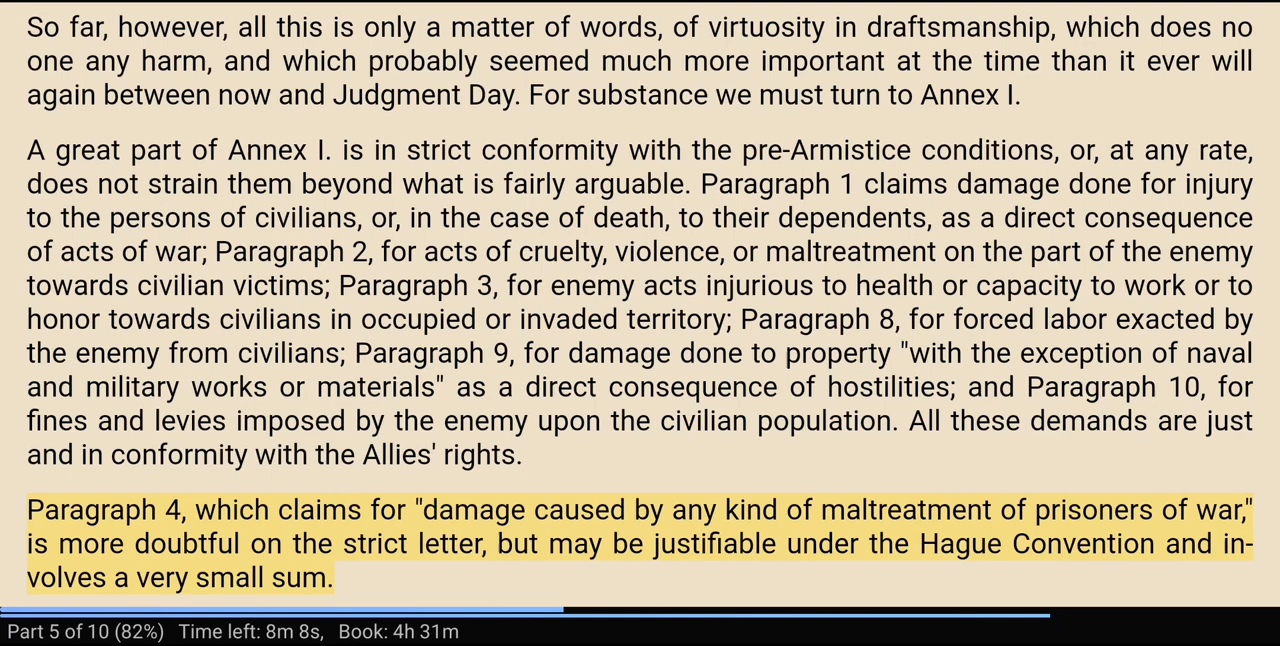 So far, however, all this is only a matter of words, of virtuosity in draftsmanship, which does no
one any harm, and which probably seemed much more important at the time than it ever will
again between now and Judgment Day. For substance we must turn to Annex I.
A great part of Annex I. is in strict conformity with the pre-Armistice conditions, or, at any rate,
does not strain them beyond what is fairly arguable. Paragraph 1 claims damage done for injury
to the persons of civilians, or, in the case of death, to their dependents, as a direct consequence
of acts of war; Paragraph 2, for acts of cruelty, violence, or maltreatment on the part of the enemy
towards civilian victims; Paragraph 3, for enemy acts injurious to health or capacity to work or to
honor towards civilians in occupied or invaded territory; Paragraph 8, for forced labor exacted by
the enemy from civilians; Paragraph 9, for damage done to property "with the exception of naval
and military works or materials" as a direct consequence of hostilities; and Paragraph 10, for
fines and levies imposed by the enemy upon the civilian population. All these demands are just
and in conformity with the Allies' rights.
Paragraph 4, which claims for "damage caused by any kind of maltreatment of prisoners of war,"
is more doubtful on the strict letter, but may be justifiable under the Hague Convention and in-
volves a very small sum.
Part 5 of 10 (82%) Time left: 8m 8s, Book: 4h 31m